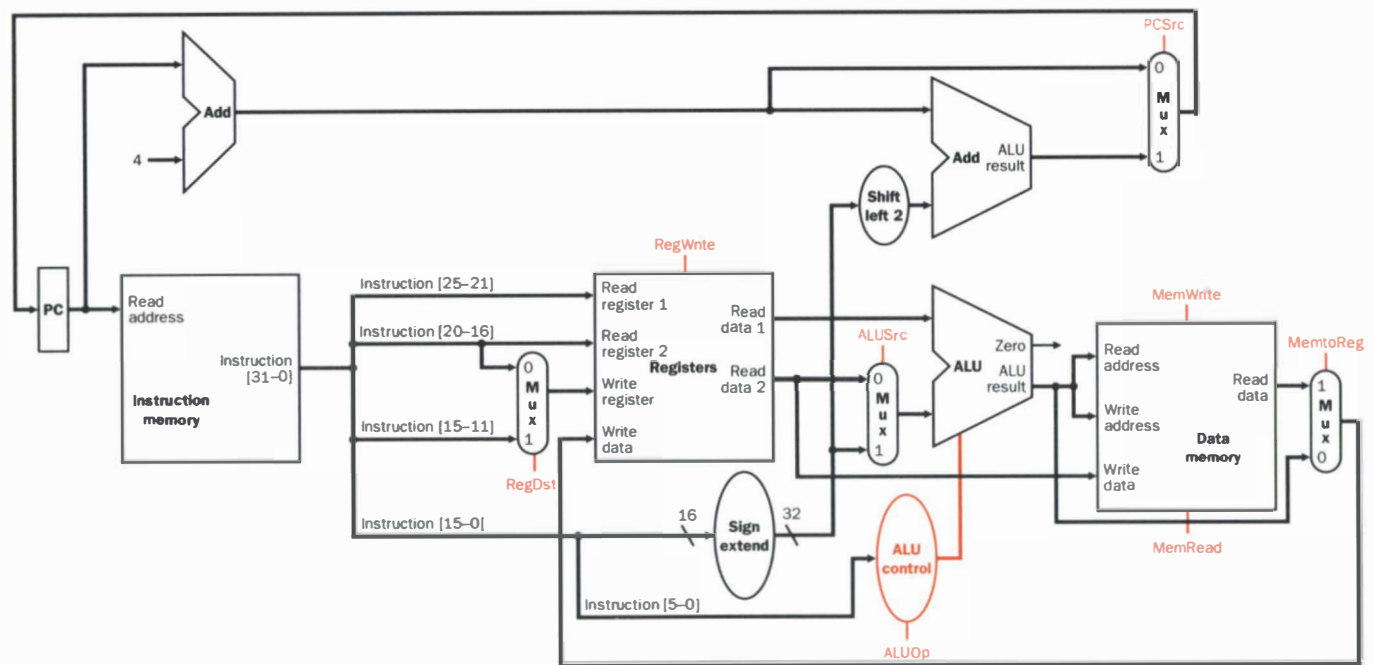 PCSrc
0
M
u
x
1
Add
4
Add
ALU
result
Shift
left 2
RegWnte
PC
Read
address
Instruction
[31–0}
Instruction
memory
Instruction [25–21]
Instruction [20–16]
Instruction [15–11]
Instruction [15–0[
Instruction [5–0]
0
M
u
x
1
RegDst
Read
register 1
Read
register 2
Write
register
Write
data
Registers
Read
data 1
Read
data 2
16
Sign
extend
32
ALUSrc
0
M
u
x
1
ALU
Zero
ALU
result
ALU
control
ALUOp
MemWrite
Read
address
Write
address
Write
data
Read
data
Data
memory
MemRead
MemtoReg
1
M
u
x
0